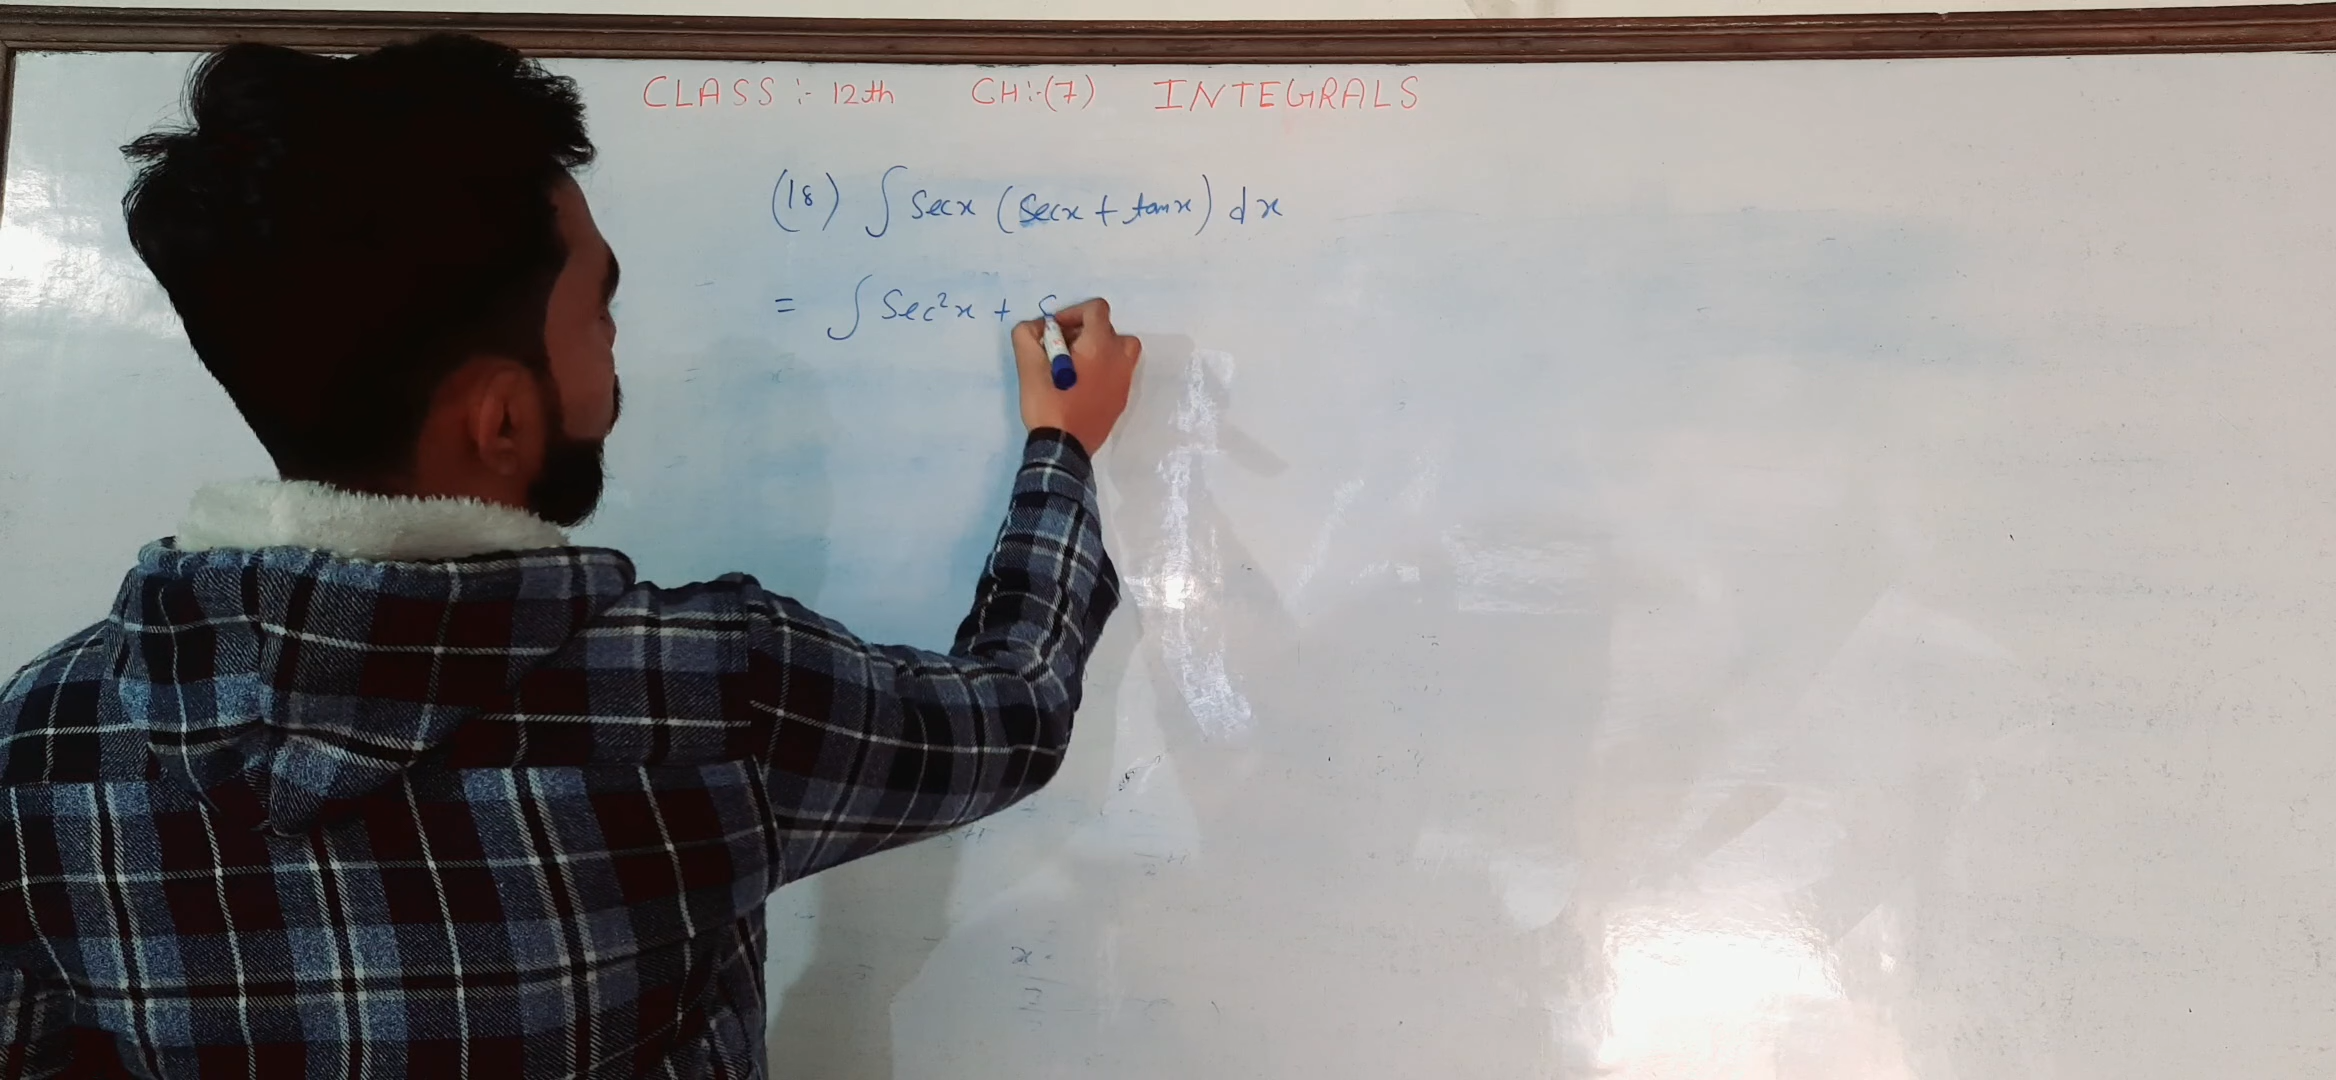 CLASS :- 12th CH:-(7) INTEGRALS
(18) ∫ Secx (Secx + tanx) dx
= ∫ Sec²x + S